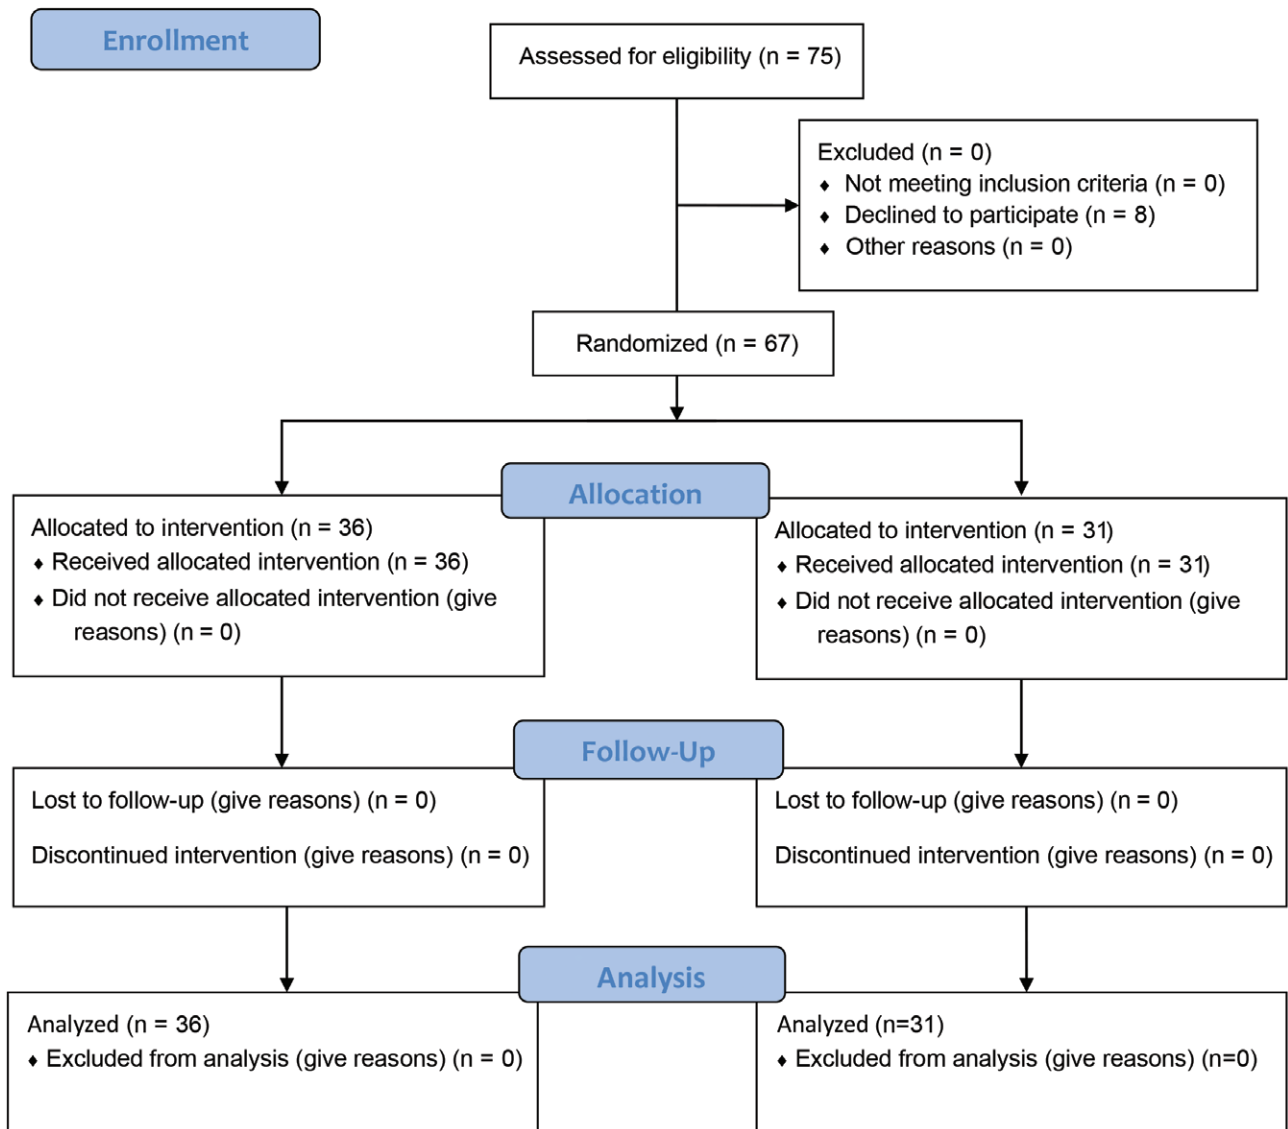 Enrollment
Assessed for eligibility (n = 75)
Excluded (n = 0)
♦ Not meeting inclusion criteria (n = 0)
♦ Declined to participate (n = 8)
♦ Other reasons (n = 0)
Randomized (n = 67)
Allocation
Allocated to intervention (n = 36)
♦ Received allocated intervention (n = 36)
♦ Did not receive allocated intervention (give
reasons) (n = 0)
Allocated to intervention (n = 31)
♦ Received allocated intervention (n = 31)
♦ Did not receive allocated intervention (give
reasons) (n = 0)
Follow-Up
Lost to follow-up (give reasons) (n = 0)
Discontinued intervention (give reasons) (n = 0)
Lost to follow-up (give reasons) (n = 0)
Discontinued intervention (give reasons) (n = 0)
Analysis
Analyzed (n = 36)
♦ Excluded from analysis (give reasons) (n = 0)
Analyzed (n=31)
♦ Excluded from analysis (give reasons) (n=0)